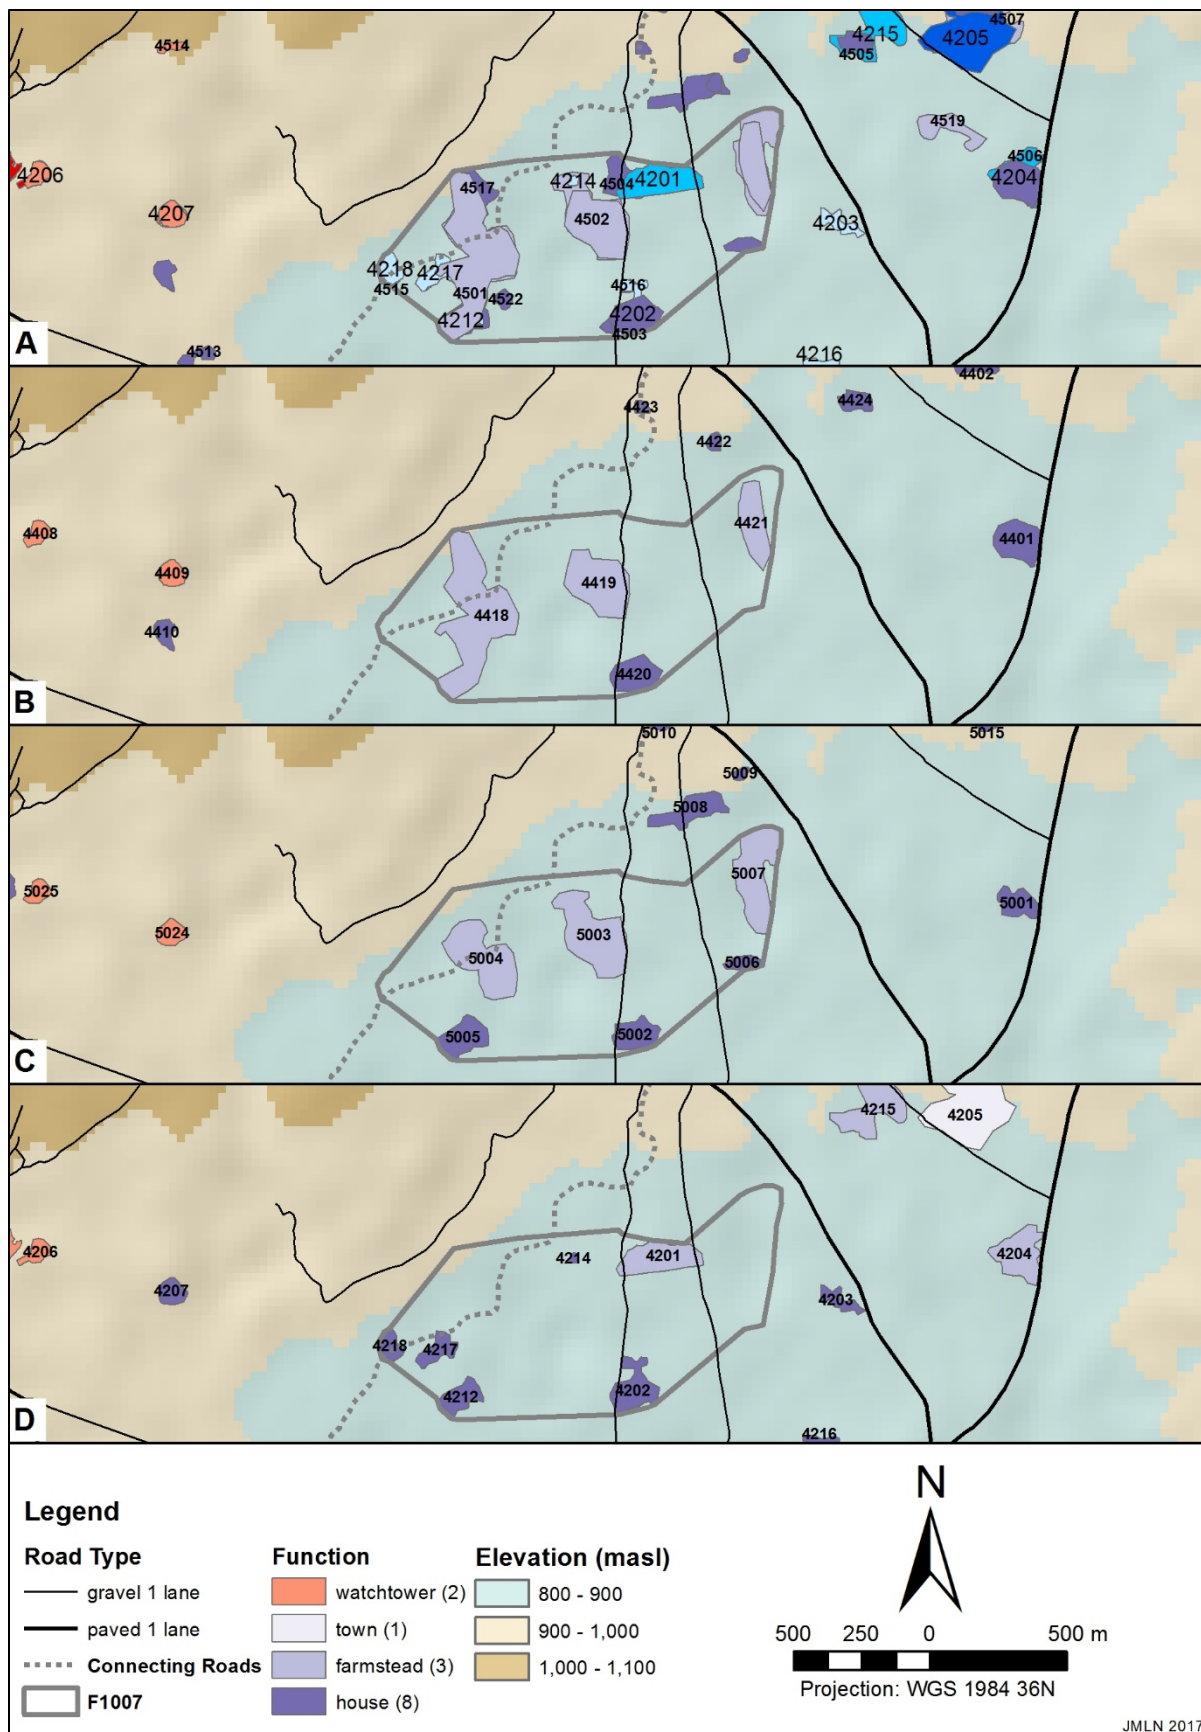 4507
4215
4205
4514
4505
4519
4506
4206
4517
4214
4504
4201
4204
4207
4502
4203
4218
4217
4515
4501
4522
4516
4212
4202
4503
4513
4216
A
4402
4423
4424
4422
4421
4408
4401
4409
4419
4410
4418
4420
B
5010
5015
5009
5008
5007
5025
5001
5024
5003
5004
5006
5005
5002
C
4215
4205
4206
4214
4201
4204
4207
4203
4218
4217
4212
4202
D
4216
Legend
N
Road Type
Function
Elevation (masl)
gravel 1 lane
watchtower (2)
800 - 900
paved 1 lane
town (1)
900 - 1,000
Connecting Roads
farmstead (3)
1,000 - 1,100
F1007
house (8)
500 250 0 500 m
Projection: WGS 1984 36N
JMLN 2017